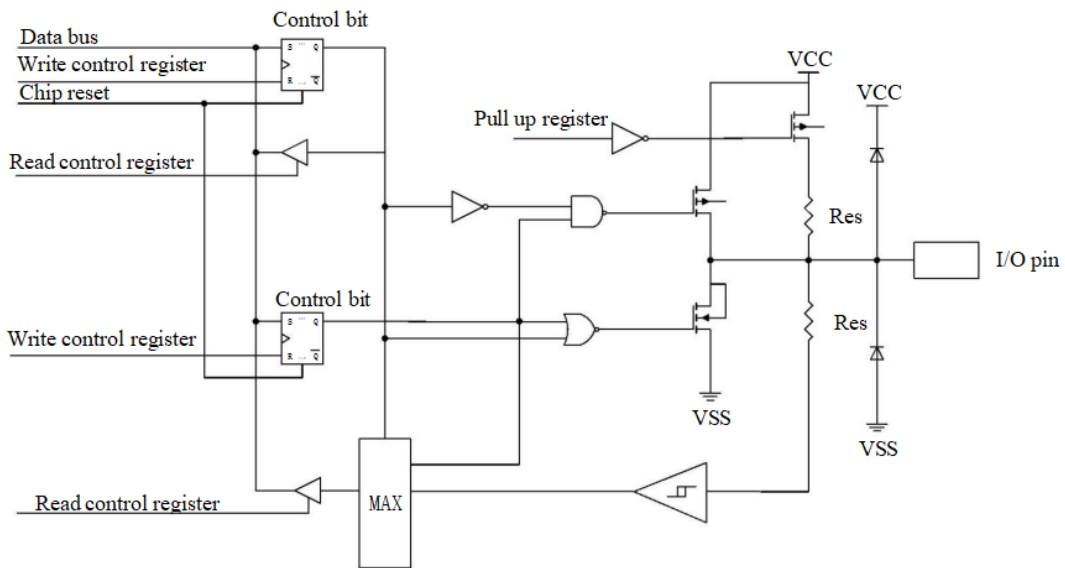 Control bit
Data bus
S ... Q
Write control register
R ... Q
Chip reset
VCC
VCC
Pull up register
Read control register
Res
I/O pin
Control bit
S ... Q
Write control register
R ... Q
Res
VSS
VSS
MAX
Read control register